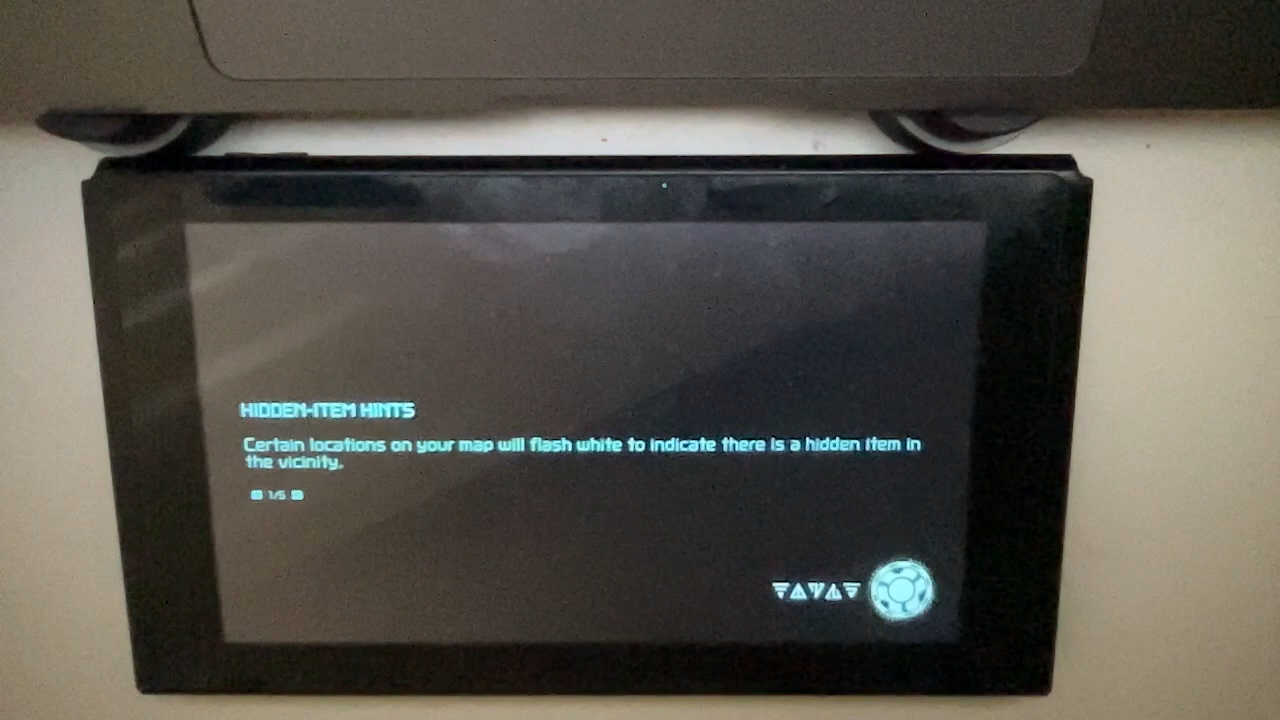 HIDDEN-ITEM HINTS
Certain locations on your map will flash white to indicate there is a hidden item in
the vicinity.
1/5